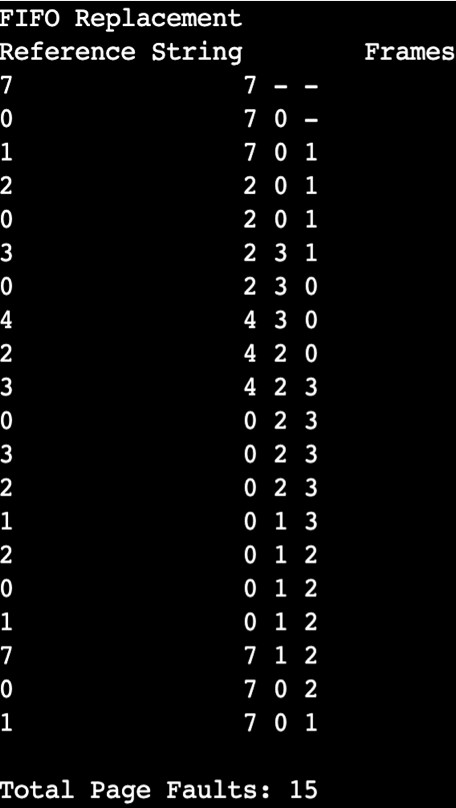 FIFO Replacement
Reference String Frames
7 7 - -
0 7 0 -
1 7 0 1
2 2 0 1
0 2 0 1
3 2 3 1
0 2 3 0
4 4 3 0
2 4 2 0
3 4 2 3
0 0 2 3
3 0 2 3
2 0 2 3
1 0 1 3
2 0 1 2
0 0 1 2
1 0 1 2
7 7 1 2
0 7 0 2
1 7 0 1
Total Page Faults: 15